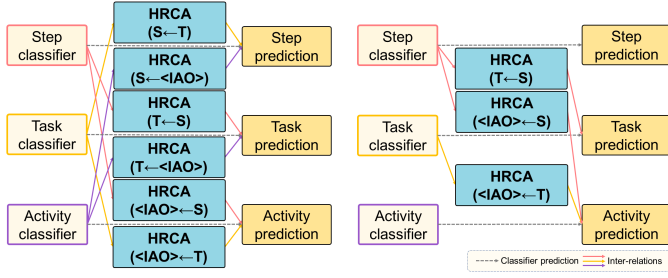 Step
classifier
Task
classifier
Activity
classifier
HRCA
(S←T)
HRCA
(S←<IAO>)
HRCA
(T←S)
HRCA
(T←<IAO>)
HRCA
(<IAO>←S)
HRCA
(<IAO>←T)
Step
prediction
Task
prediction
Activity
prediction
Step
classifier
Task
classifier
Activity
classifier
HRCA
(T←S)
HRCA
(<IAO>←S)
HRCA
(<IAO>←T)
Step
prediction
Task
prediction
Activity
prediction
Classifier prediction
Inter-relations